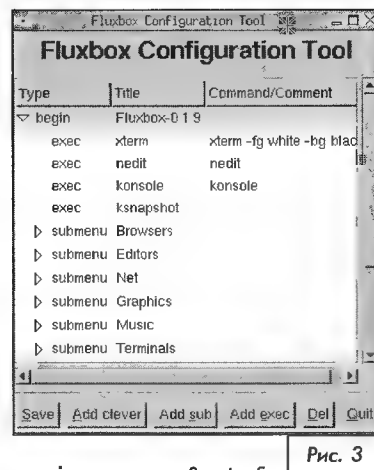 Fluxbox Configuration Tool
Fluxbox Configuration Tool
Type Title Command/Comment
begin Fluxbox-0 1 9
exec xterm xterm -fg white -bg blac
exec nedit nedit
exec konsole konsole
exec ksnapshot
submenu Browsers
submenu Editors
submenu Net
submenu Graphics
submenu Music
submenu Terminals
Save Add clever Add sub Add exec Del Quit
Рис. 3